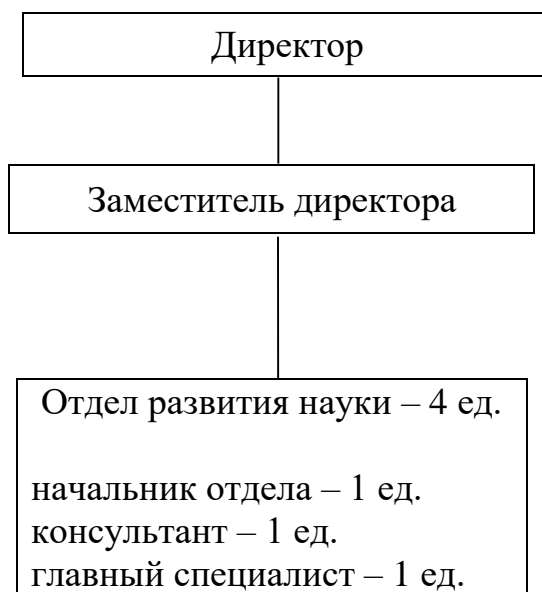 Директор
Заместитель директора
Отдел развития науки – 4 ед.
начальник отдела – 1 ед.
консультант – 1 ед.
главный специалист – 1 ед.